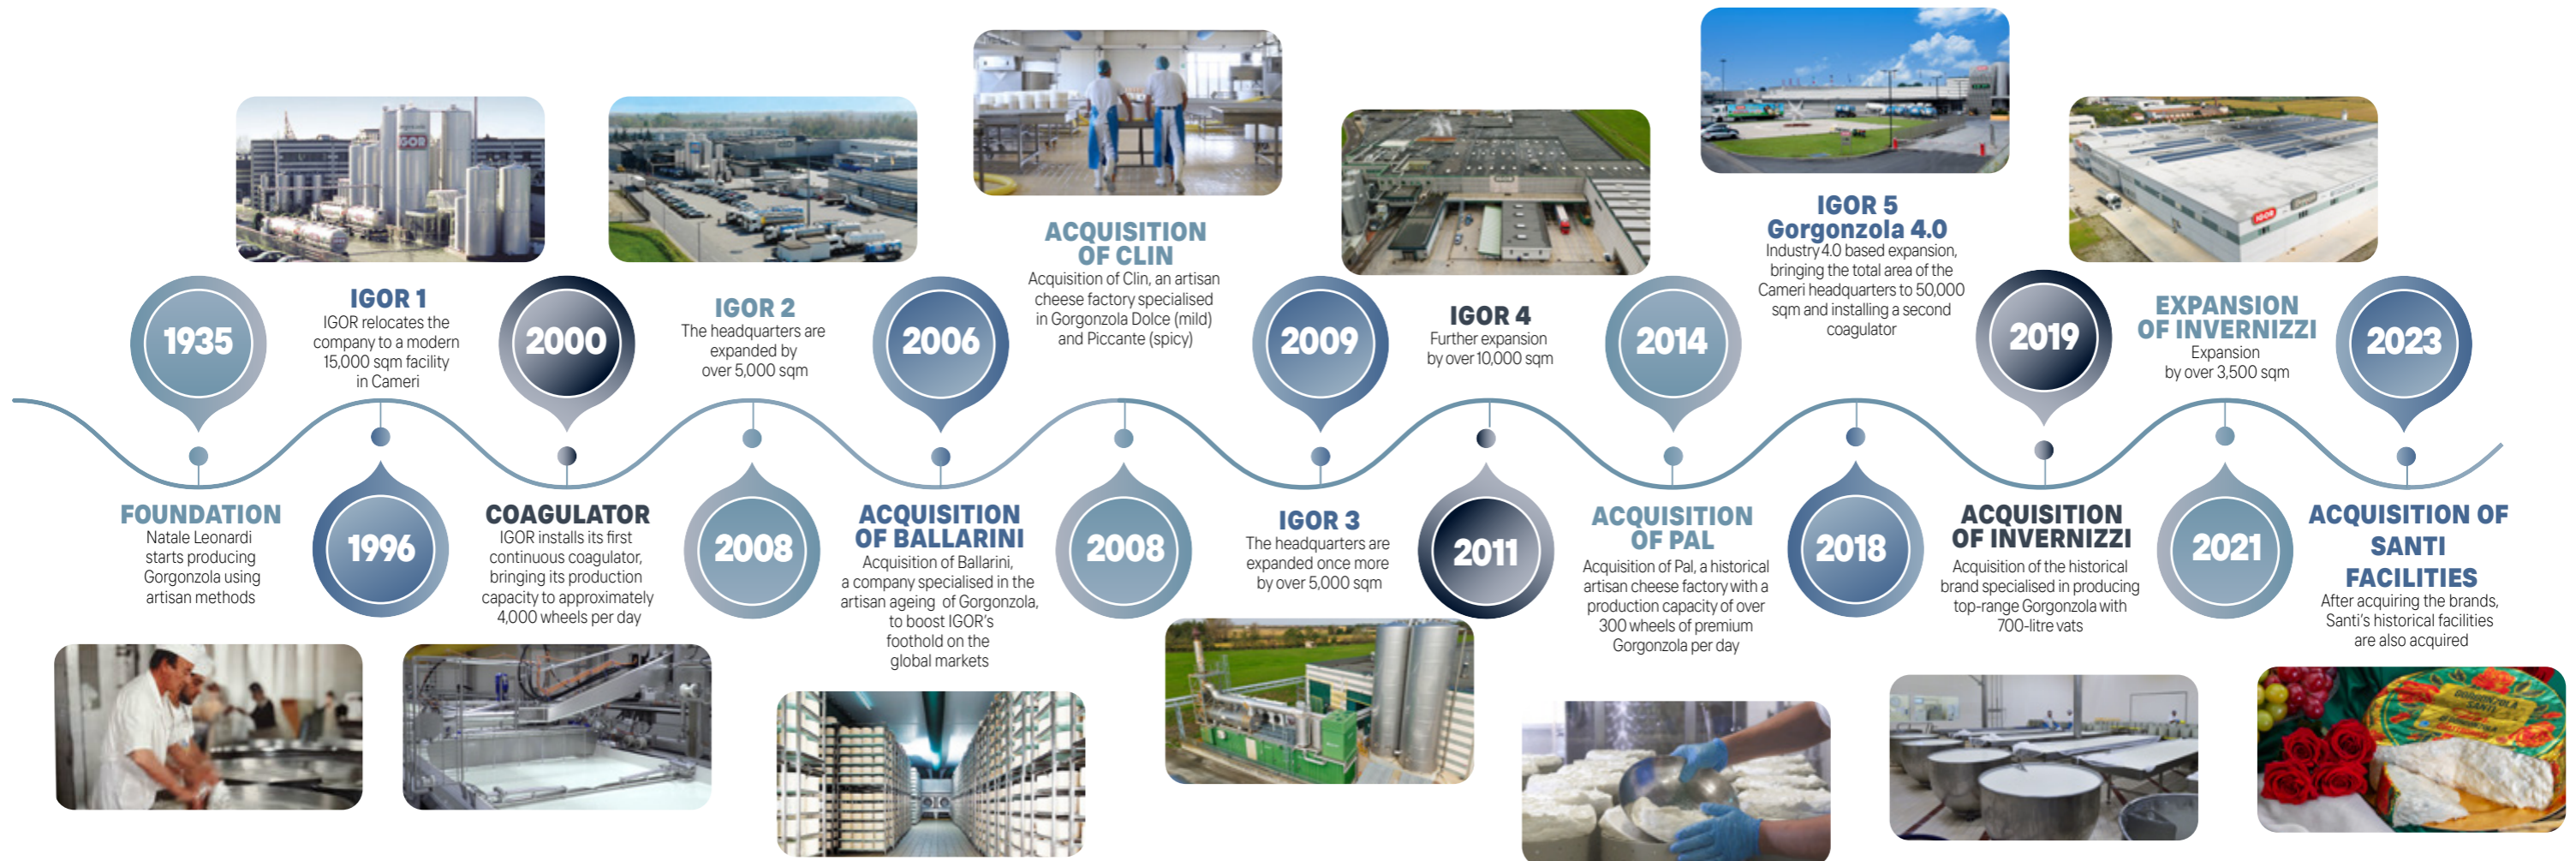 1935
FOUNDATION
Natale Leonardi
starts producing
Gorgonzola using
artisan methods
IGOR 1
IGOR relocates the
company to a modern
15,000 sqm facility
in Cameri
1996
IGOR
2000
COAGULATOR
IGOR installs its first
continuous coagulator,
bringing its production
capacity to approximately
4,000 wheels per day
IGOR 2
The headquarters are
expanded by
over 5,000 sqm
2008
2006
ACQUISITION
OF BALLARINI
Acquisition of Ballarini,
a company specialised in the
artisan ageing of Gorgonzola,
to boost IGOR's
foothold on the
global markets
ACQUISITION
OF CLIN
Acquisition of Clin, an artisan
cheese factory specialised
in Gorgonzola Dolce (mild)
and Piccante (spicy)
2008
2009
IGOR 3
The headquarters are
expanded once more
by over 5,000 sqm
IGOR 4
Further expansion
by over 10,000 sqm
2011
2014
ACQUISITION
OF PAL
Acquisition of Pal, a historical
artisan cheese factory with a
production capacity of over
300 wheels of premium
Gorgonzola per day
IGOR 5
Gorgonzola 4.0
Industry 4.0 based expansion,
bringing the total area of the
Cameri headquarters to 50,000
sqm and installing a second
coagulator
2018
2019
ACQUISITION
OF INVERNIZZI
Acquisition of the historical
brand specialised in producing
top-range Gorgonzola with
700-litre vats
IGOR
EXPANSION
OF INVERNIZZI
Expansion
by over 3,500 sqm
2021
2023
ACQUISITION OF
SANTI
FACILITIES
After acquiring the brands,
Santi's historical facilities
are also acquired
GORGONZOLA
SANTI